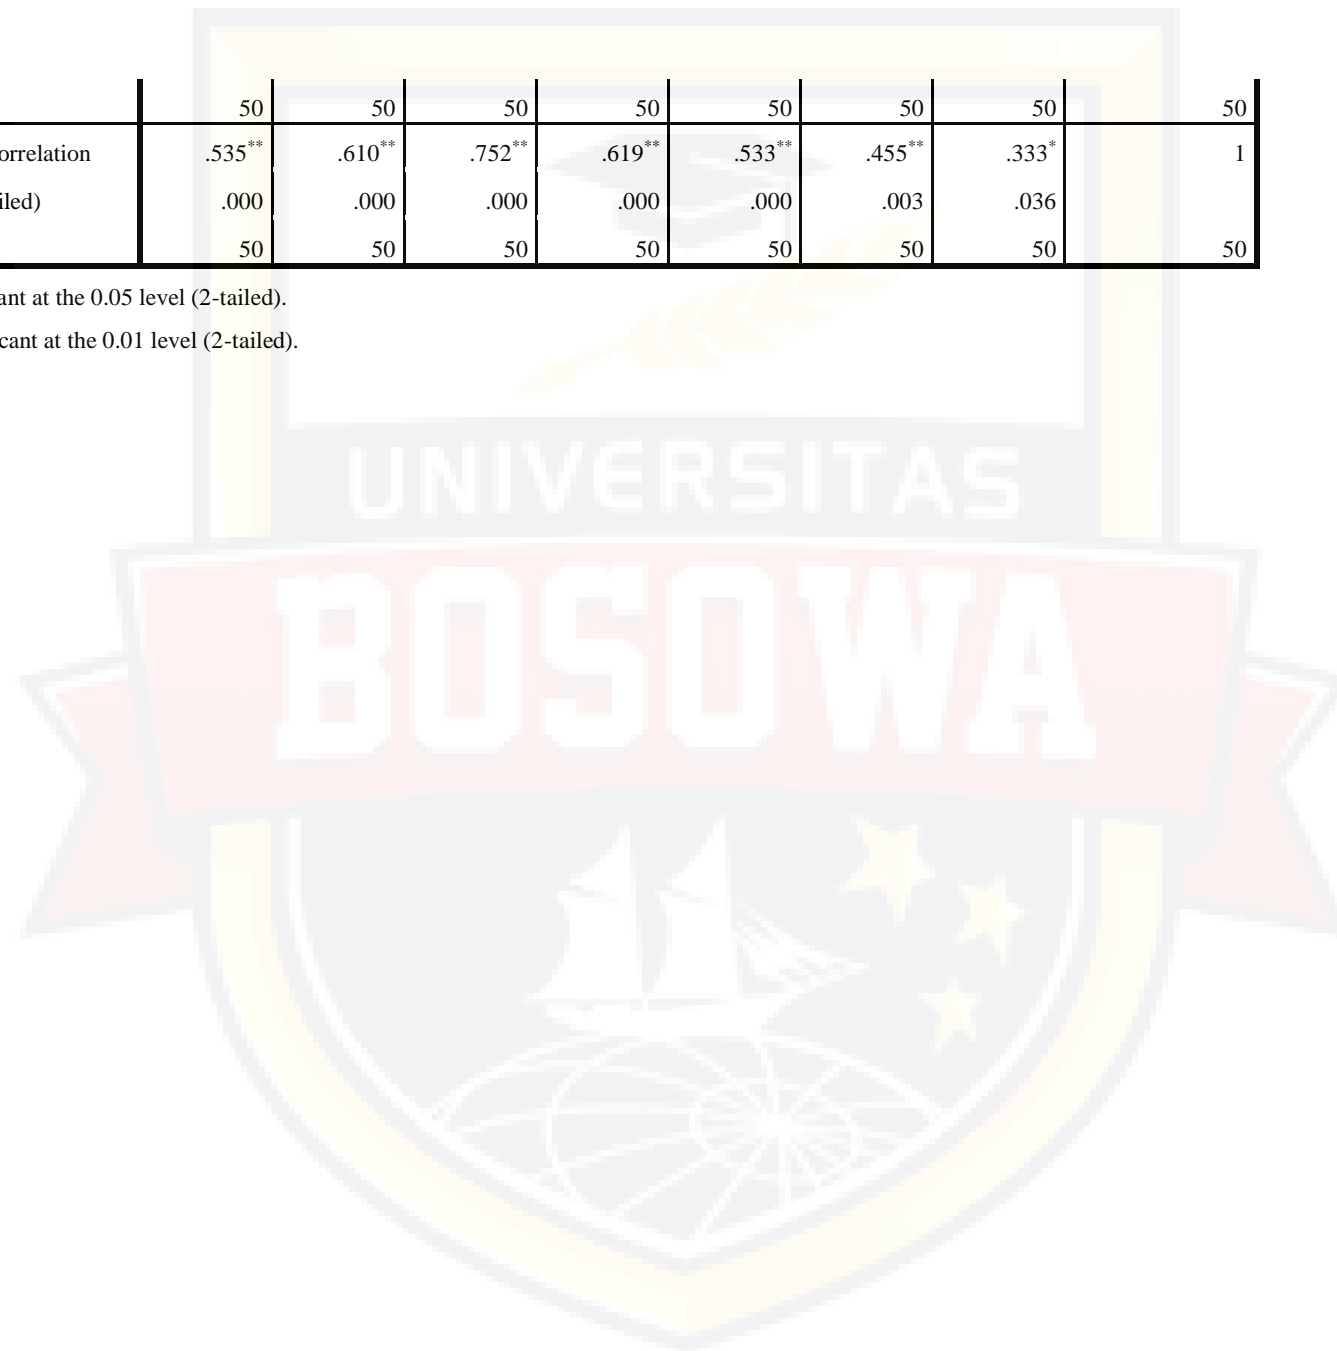 50 50 50 50 50 50 50 50
orrelation .535** .610** .752** .619** .533** .455** .333* 1
iled) .000 .000 .000 .000 .000 .003 .036
50 50 50 50 50 50 50 50
ant at the 0.05 level (2-tailed).
cant at the 0.01 level (2-tailed).
UNIVERSITAS
BOSOWA